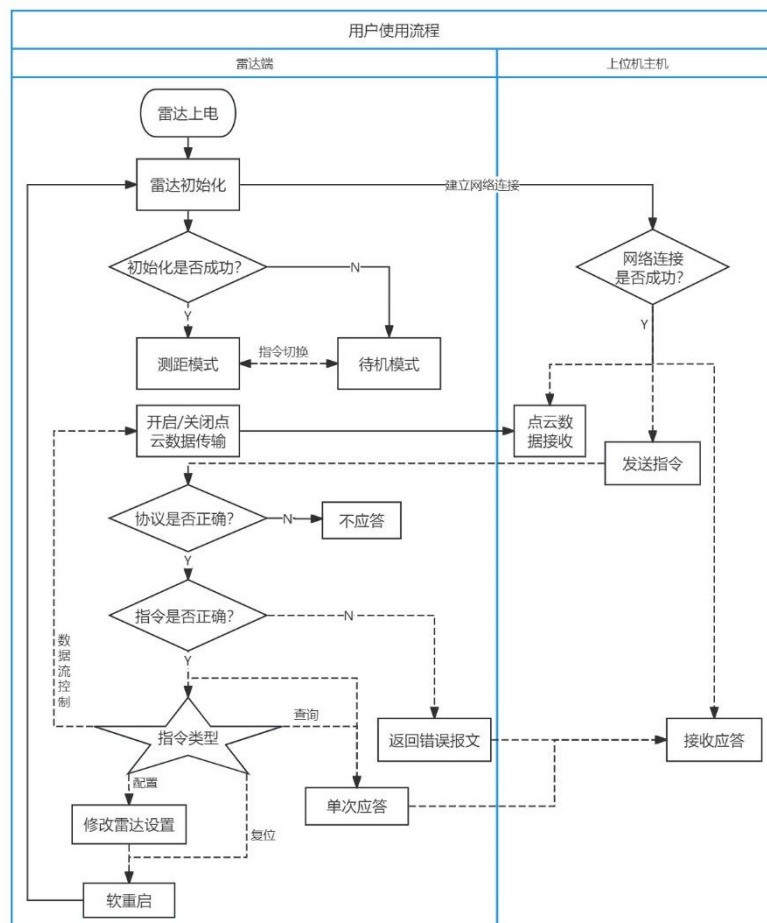 用户使用流程
雷达端
上位机主机
雷达上电
雷达初始化
建立网络连接
初始化是否成功？
N
网络连接
是否成功？
Y
Y
测距模式
指令切换
待机模式
开启/关闭点
云数据传输
点云数
据接收
发送指令
协议是否正确？
N
不应答
Y
指令是否正确？
N
数据流控制
Y
查询
指令类型
返回错误报文
接收应答
配置
单次应答
修改雷达设置
复位
软重启